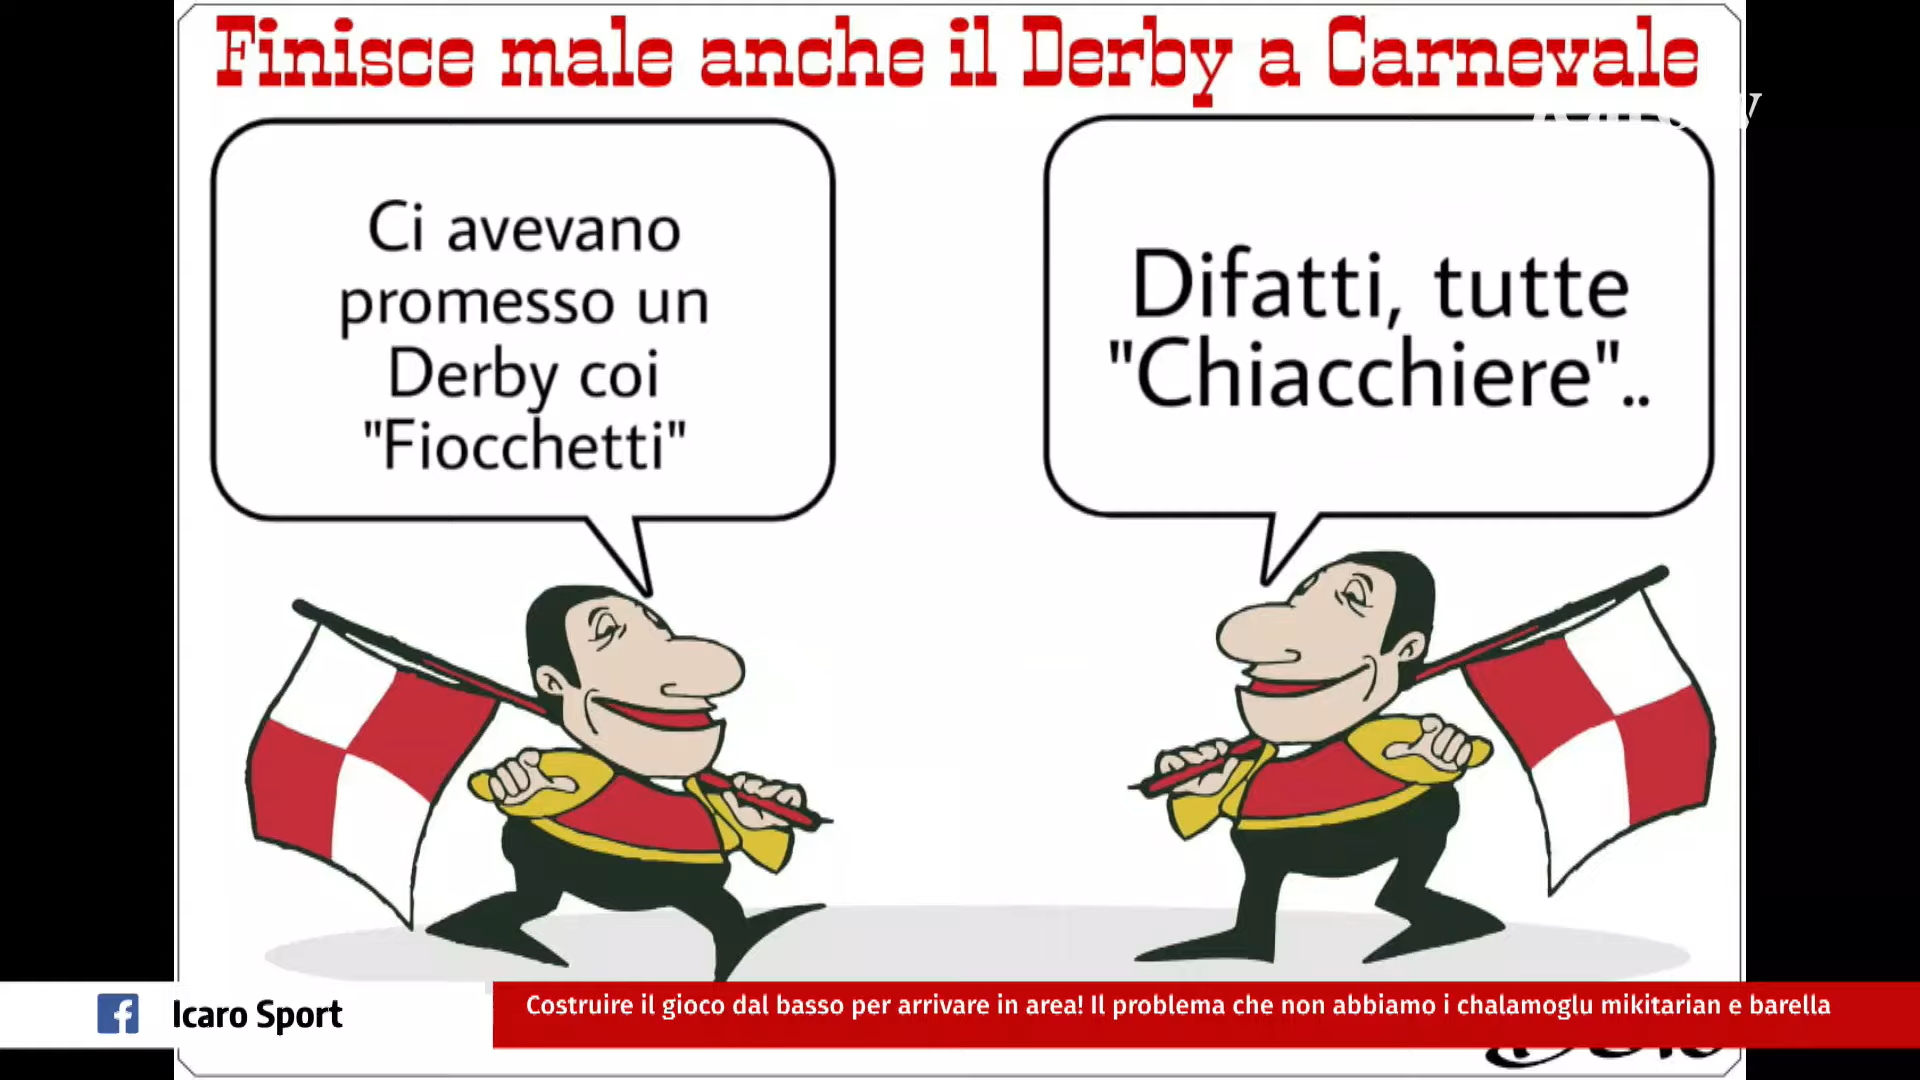 Finisce male anche il Derby a Carnevale
Ci avevano
promesso un
Derby coi
"Fiocchetti"
Difatti, tutte
"Chiacchiere"..
Icaro Sport
Costruire il gioco dal basso per arrivare in area! Il problema che non abbiamo i chalamoglu mikitarian e barella